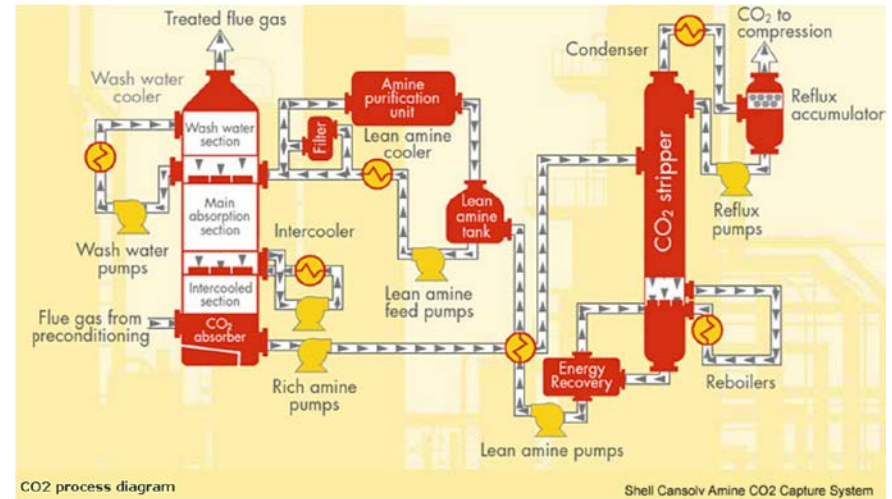 Treated flue gas
Wash water
cooler
Wash water
section
Main
absorption
section
Intercooled
section
CO₂
absorber
Wash water
pumps
Flue gas from
preconditioning
Intercooler
Rich amine
pumps
Amine
purification
unit
Filter
Lean amine
cooler
Lean
amine
tank
Lean amine
feed pumps
Condenser
CO₂ to
compression
Reflux
accumulator
CO₂ stripper
Reflux
pumps
Energy
Recovery
Reboilers
Lean amine pumps
CO2 process diagram
Shell Cansolv Amine CO2 Capture System